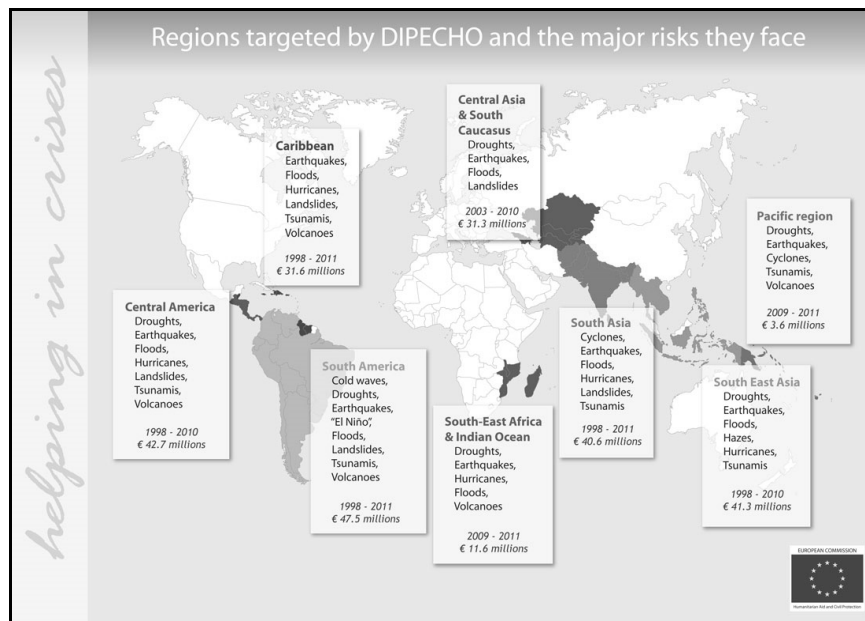 Regions targeted by DIPECHO and the major risks they face
helping in crises
Caribbean
Earthquakes,
Floods,
Hurricanes,
Landslides,
Tsunamis,
Volcanoes
1998 - 2011
€ 31.6 millions
Central Asia
& South
Caucasus
Droughts,
Earthquakes,
Floods,
Landslides
2003 - 2010
€ 31.3 millions
Pacific region
Droughts,
Earthquakes,
Cyclones,
Tsunamis,
Volcanoes
2009 - 2011
€ 3.6 millions
Central America
Droughts,
Earthquakes,
Floods,
Hurricanes,
Landslides,
Tsunamis,
Volcanoes
1998 - 2010
€ 42.7 millions
South America
Cold waves,
Droughts,
Earthquakes,
“El Niño”,
Floods,
Landslides,
Tsunamis,
Volcanoes
1998 - 2011
€ 47.5 millions
South-East Africa
& Indian Ocean
Droughts,
Earthquakes,
Hurricanes,
Floods,
Volcanoes
2009 - 2011
€ 11.6 millions
South Asia
Cyclones,
Earthquakes,
Floods,
Hurricanes,
Landslides,
Tsunamis
1998 - 2011
€ 40.6 millions
South East Asia
Droughts,
Earthquakes,
Floods,
Hazes,
Hurricanes,
Tsunamis
1998 - 2010
€ 41.3 millions
EUROPEAN COMMISSION
Humanitarian Aid and Civil Protection